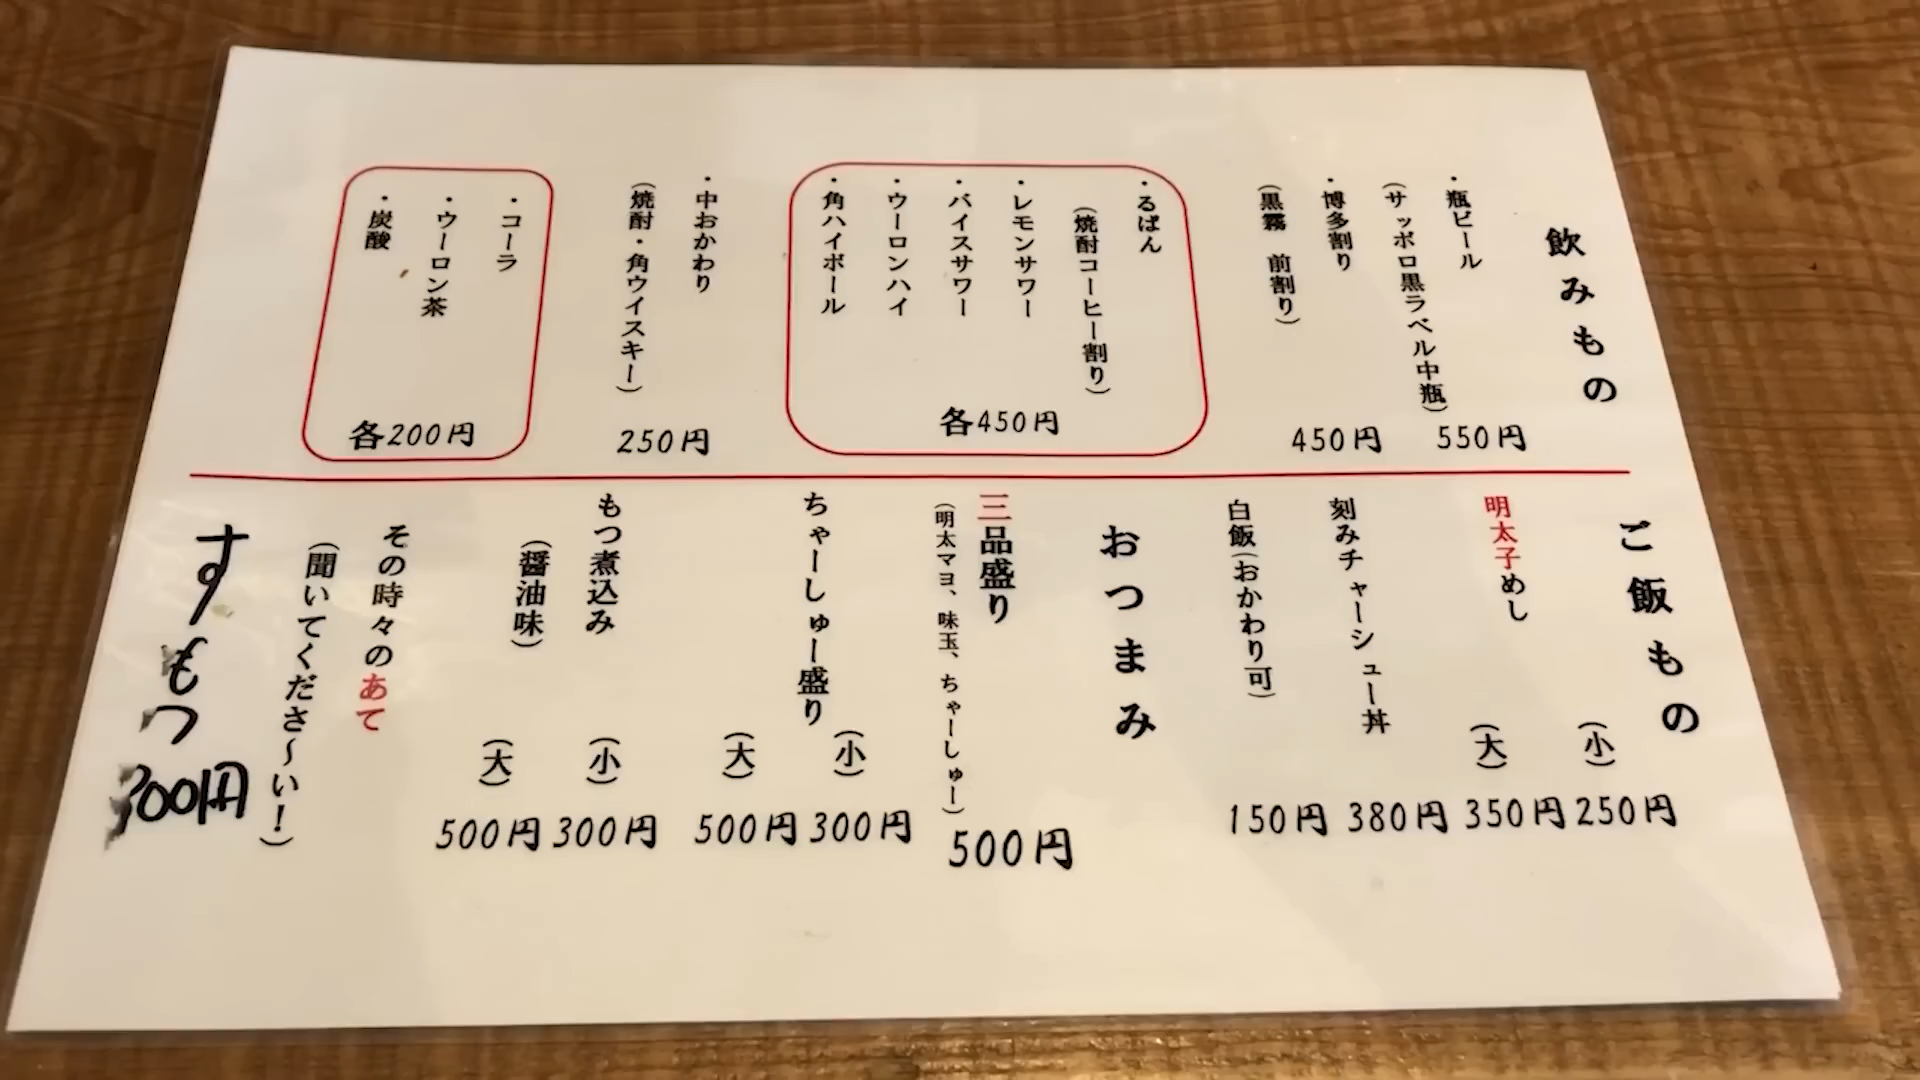 飲みもの
・瓶ビール
(サッポロ黒ラベル中瓶)
550円
・博多割り
(黒霧 前割り)
450円
・るぱん
(焼酎コーヒー割り)
・レモンサワー
・バイスサワー
・ウーロンハイ
・角ハイボール
各450円
・中おかわり
(焼酎・角ウイスキー)
250円
・コーラ
・ウーロン茶
・炭酸
各200円
ご飯もの
明太子めし
(小)
250円
(大)
350円
刻みチャーシュー丼
380円
白飯(おかわり可)
150円
おつまみ
三品盛り
(明太マヨ、味玉、ちゃーしゅー)
500円
ちゃーしゅー盛り
(小)
300円
(大)
500円
もつ煮込み
(醤油味)
(小)
300円
(大)
500円
その時々のあて
(聞いてくださ〜い!)
すもつ
300円